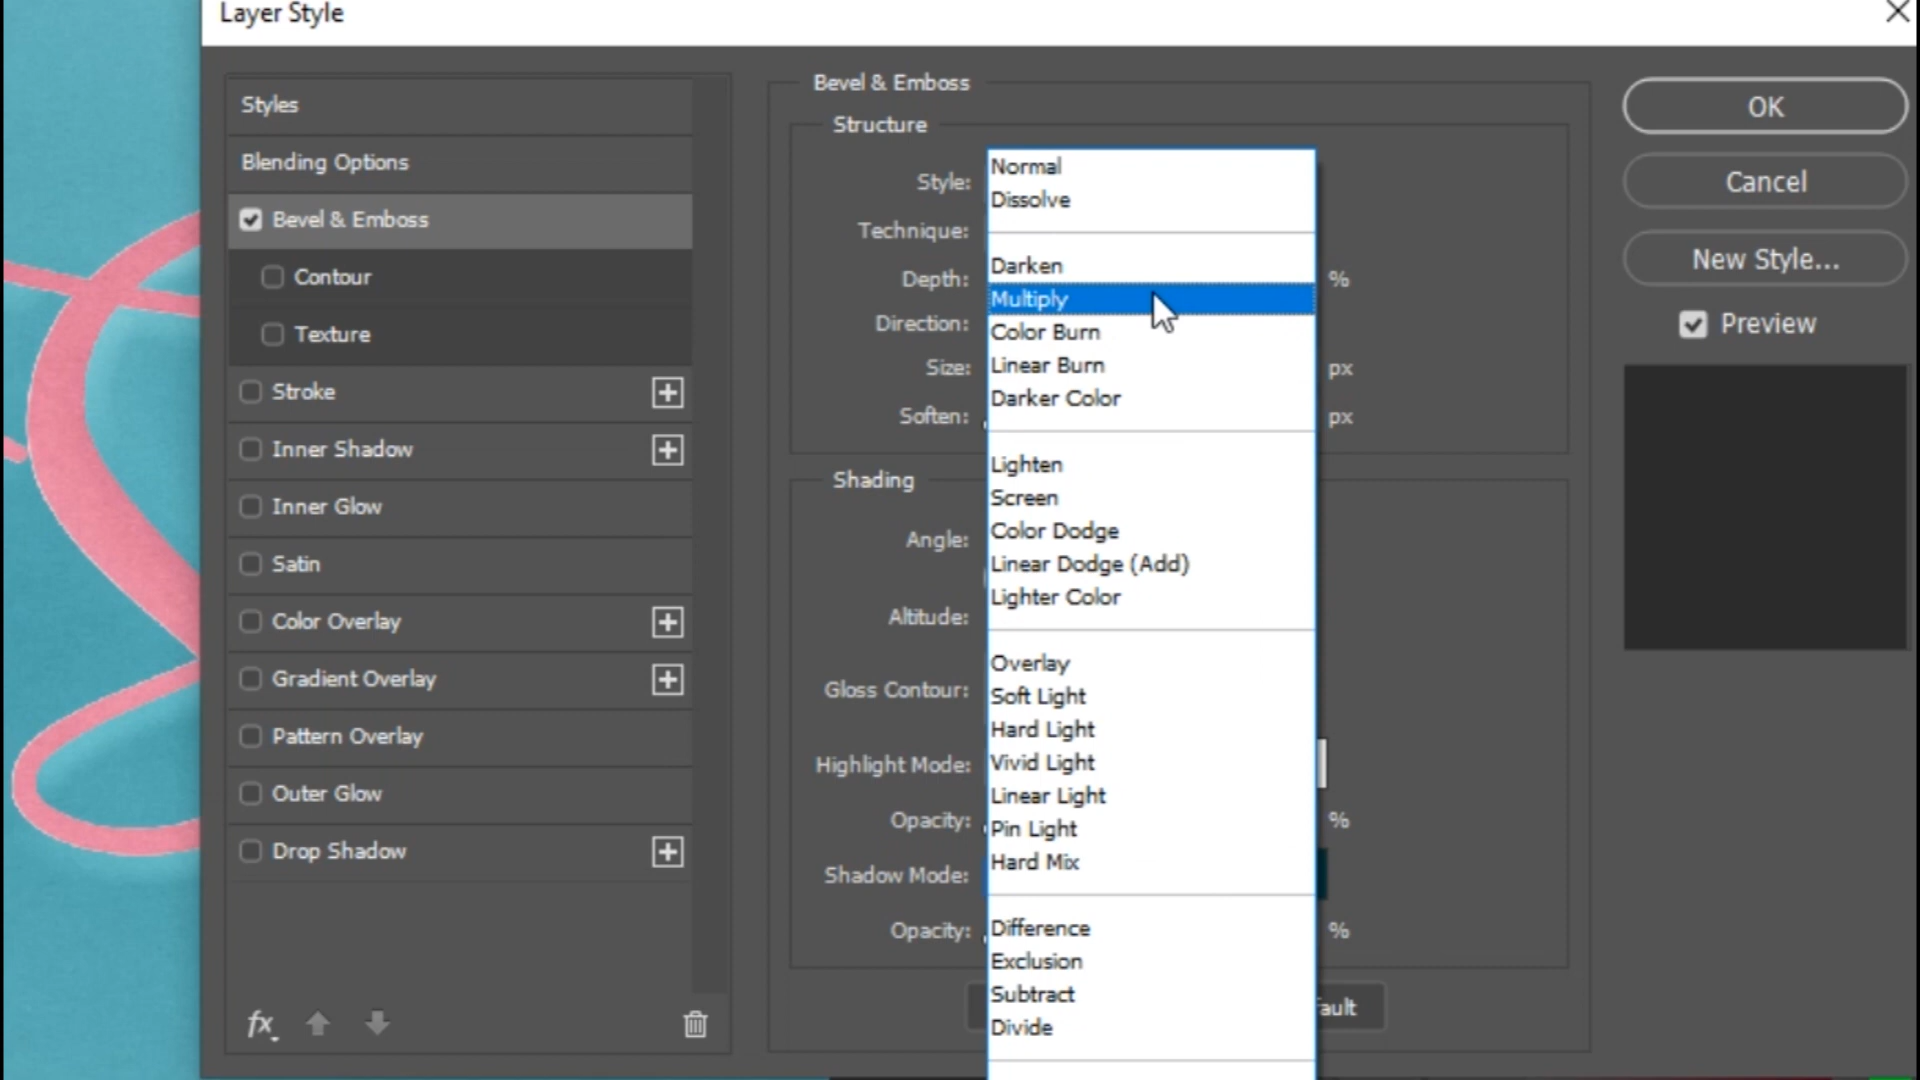 Layer Style
Styles
Blending Options
Bevel & Emboss
Contour
Texture
Stroke
Inner Shadow
Inner Glow
Satin
Color Overlay
Gradient Overlay
Pattern Overlay
Outer Glow
Drop Shadow
fx
Bevel & Emboss
Structure
Style:
Technique:
Depth: %
Direction:
Size: px
Soften: px
Shading
Angle:
Altitude:
Gloss Contour:
Highlight Mode:
Opacity: %
Shadow Mode:
Opacity: %
Normal
Dissolve
Darken
Multiply
Color Burn
Linear Burn
Darker Color
Lighten
Screen
Color Dodge
Linear Dodge (Add)
Lighter Color
Overlay
Soft Light
Hard Light
Vivid Light
Linear Light
Pin Light
Hard Mix
Difference
Exclusion
Subtract
Divide
OK
Cancel
New Style...
Preview